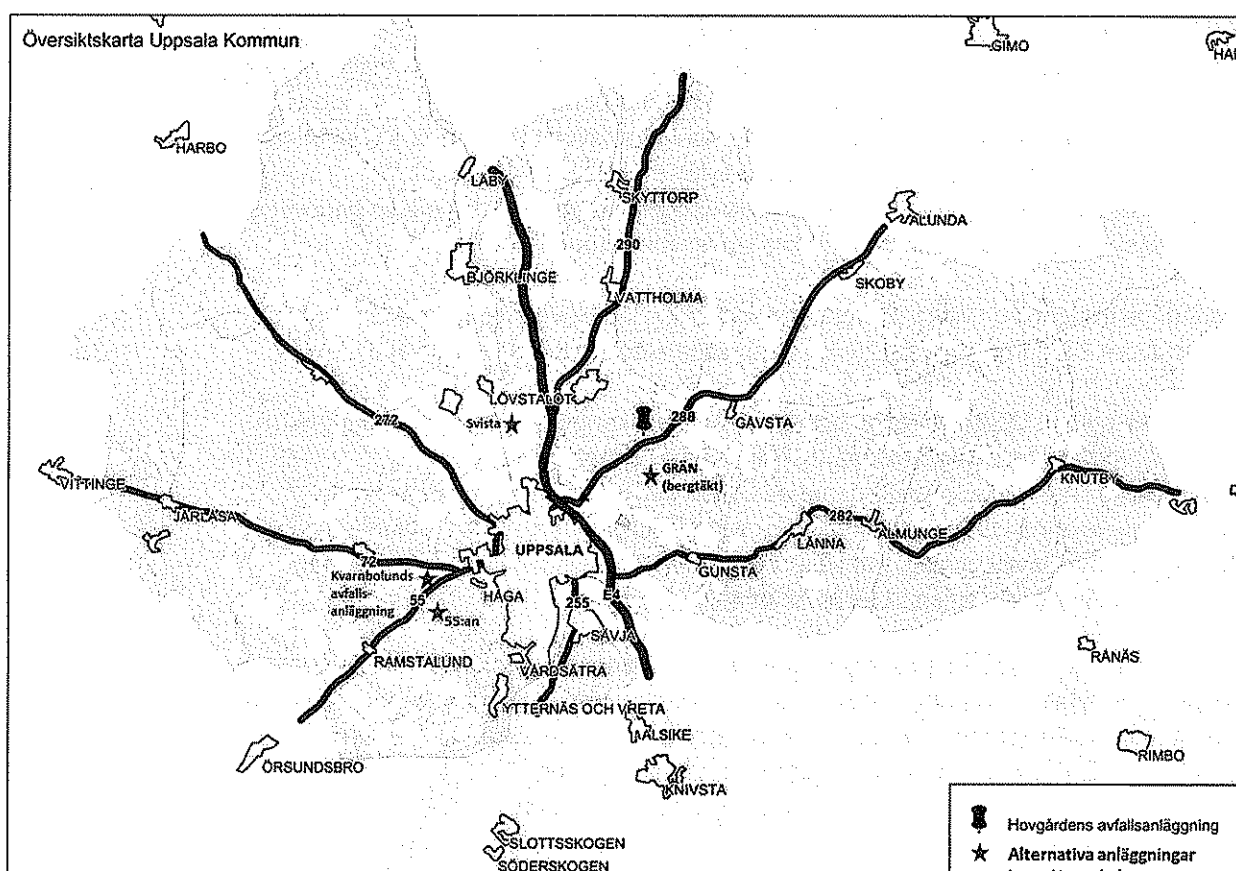 Översiktskarta Uppsala Kommun
GIMO
HARBO
LÄBY
SKYTTORP
ALUNDA
290
BJÖRKLINGE
SKOBY
VATTHOLMA
LÖVSTALÖT
272
Svista
288
GÅVSTA
GRÄN
(bergtäkt)
VITTINGE
KNUTBY
JÄRLÅSA
282
ALMUNGE
LÄNNA
UPPSALA
72
GUNSTA
Kvarnbolunds
avfalls-
anläggning
HÅGA
55
255
E4
55:an
SÄVJA
RAMSTALUND
VÅRDSÄTRA
RÅNÄS
YTTERNÄS OCH VRETA
ALSIKE
RIMBO
ÖRSUNDSBRO
KNIVSTA
Hovgårdens avfallsanläggning
SLOTTSSKOGEN
Alternativa anläggningar
SÖDERSKOGEN